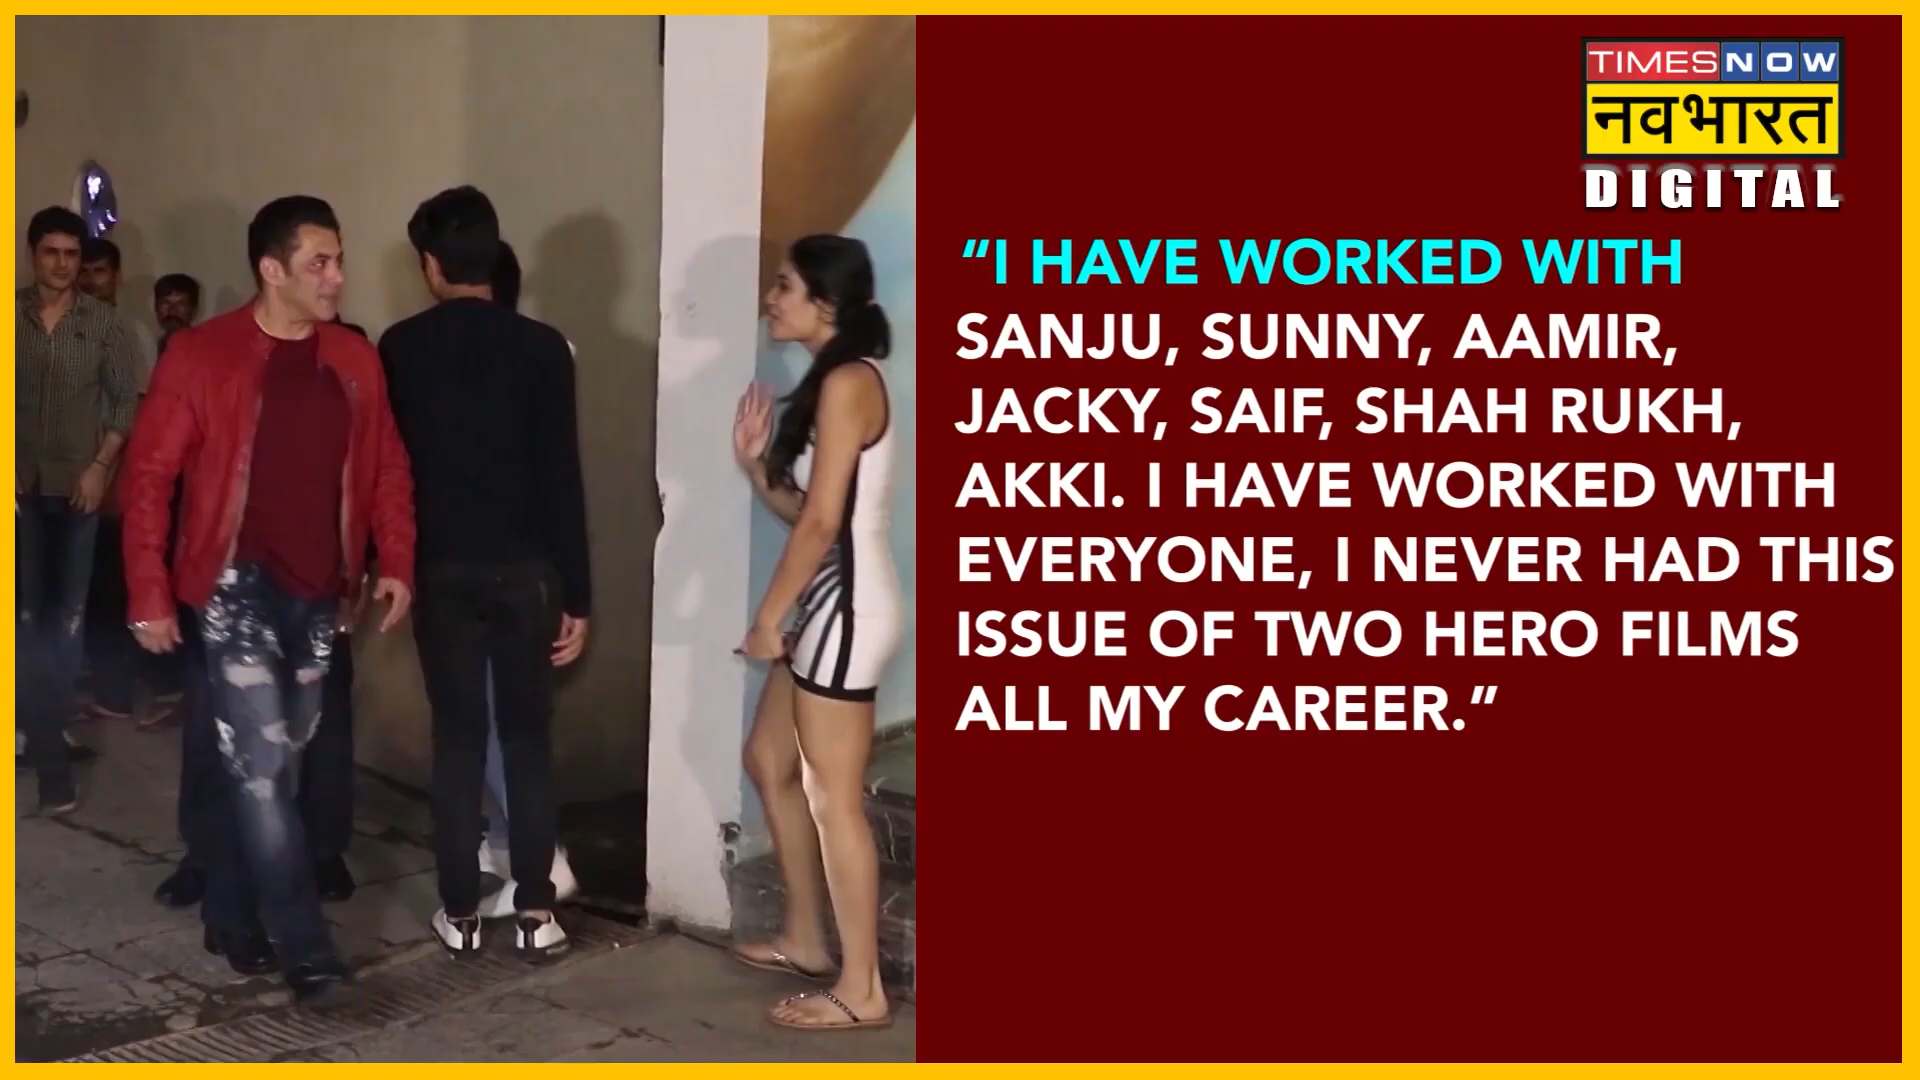 TIMES NOW
नवभारत
DIGITAL
“I HAVE WORKED WITH
SANJU, SUNNY, AAMIR,
JACKY, SAIF, SHAH RUKH,
AKKI. I HAVE WORKED WITH
EVERYONE, I NEVER HAD THIS
ISSUE OF TWO HERO FILMS
ALL MY CAREER.”